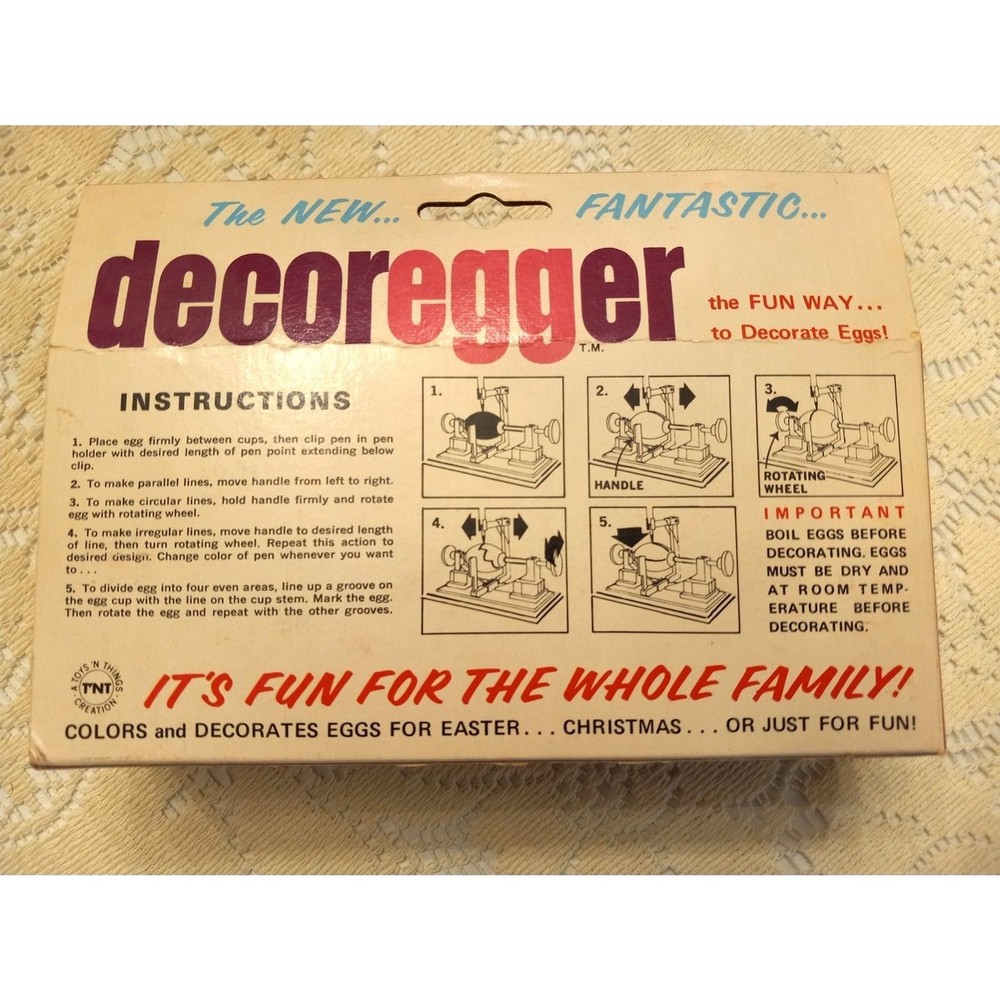 The NEW... FANTASTIC...
decoregger T.M.
the FUN WAY...
to Decorate Eggs!
INSTRUCTIONS
1. Place egg firmly between cups, then clip pen in pen
holder with desired length of pen point extending below
clip.
2. To make parallel lines, move handle from left to right.
3. To make circular lines, hold handle firmly and rotate
egg with rotating wheel.
4. To make irregular lines, move handle to desired length
of line, then turn rotating wheel. Repeat this action to
desired design. Change color of pen whenever you want
to . . .
5. To divide egg into four even areas, line up a groove on
the egg cup with the line on the cup stem. Mark the egg.
Then rotate the egg and repeat with the other grooves.
1.
2.
HANDLE
3.
ROTATING
WHEEL
4.
5.
IMPORTANT
BOIL EGGS BEFORE
DECORATING. EGGS
MUST BE DRY AND
AT ROOM TEMP-
ERATURE BEFORE
DECORATING.
A TOYS 'N THINGS
T'NT
CREATION
IT'S FUN FOR THE WHOLE FAMILY!
COLORS and DECORATES EGGS FOR EASTER... CHRISTMAS... OR JUST FOR FUN!